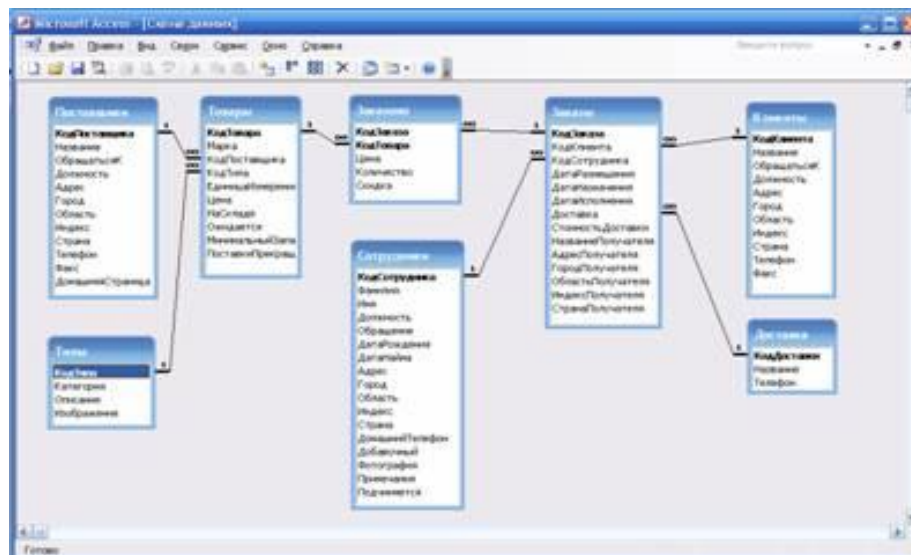 Microsoft Access - [Схема данных]
Файл Правка Вид Связи Сервис Окно Справка
Введите вопрос
Поставщики
КодПоставщика
Название
ОбращатьсяК
Должность
Адрес
Город
Область
Индекс
Страна
Телефон
Факс
ДомашняяСтраница
Типы
КодТипа
Категория
Описание
Изображение
Товары
КодТовара
Марка
КодПоставщика
КодТипа
ЕдиницаИзмерения
Цена
НаСкладе
Ожидается
МинимальныйЗапа
ПоставкиПрекращ
Заказано
КодЗаказа
КодТовара
Цена
Количество
Скидка
Сотрудники
КодСотрудника
Фамилия
Имя
Должность
Обращение
ДатаРождения
ДатаНайма
Адрес
Город
Область
Индекс
Страна
ДомашнийТелефон
Добавочный
Фотография
Примечания
Подчиняется
Заказы
КодЗаказа
КодКлиента
КодСотрудника
ДатаРазмещения
ДатаНазначения
ДатаИсполнения
Доставка
СтоимостьДоставки
НазваниеПолучателя
АдресПолучателя
ГородПолучателя
ОбластьПолучателя
ИндексПолучателя
СтранаПолучателя
Клиенты
КодКлиента
Название
ОбращатьсяК
Должность
Адрес
Город
Область
Индекс
Страна
Телефон
Факс
Доставка
КодДоставки
Название
Телефон
Готово